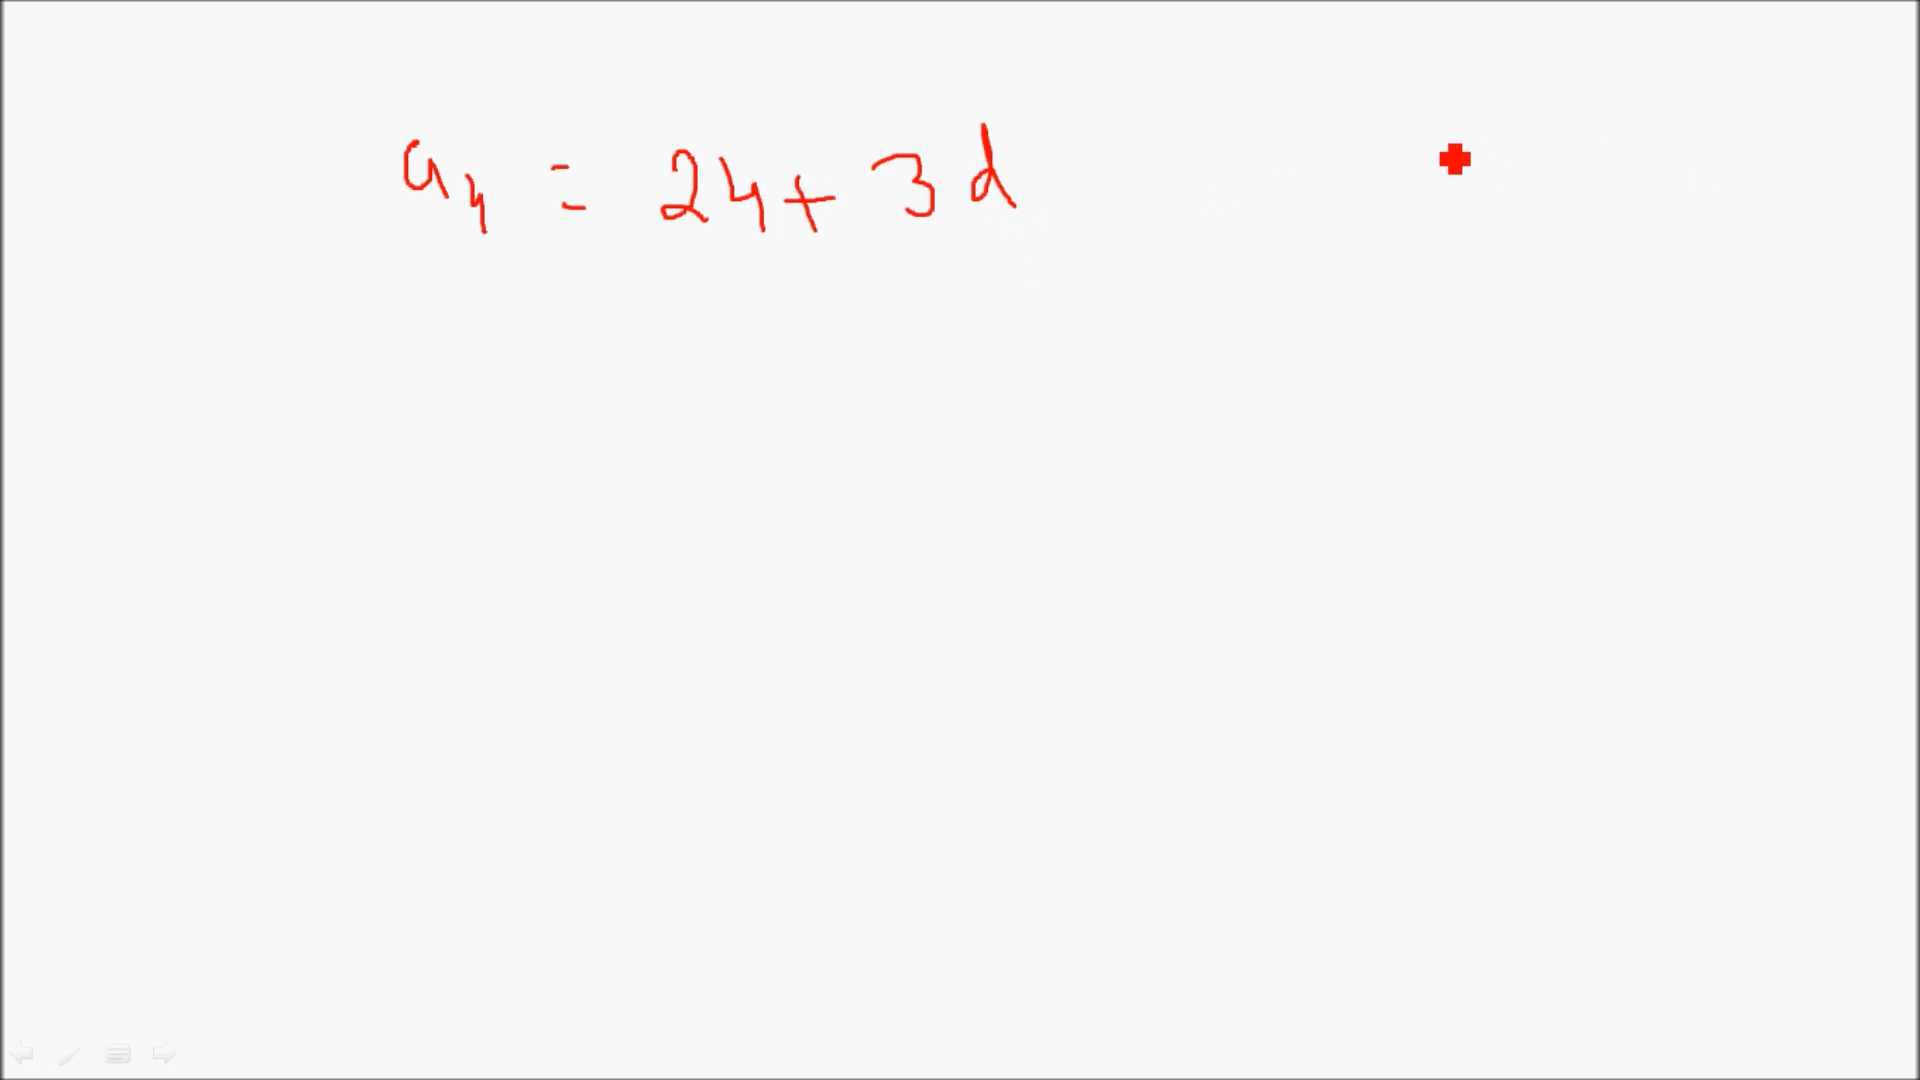 a₄ = 24 + 3d